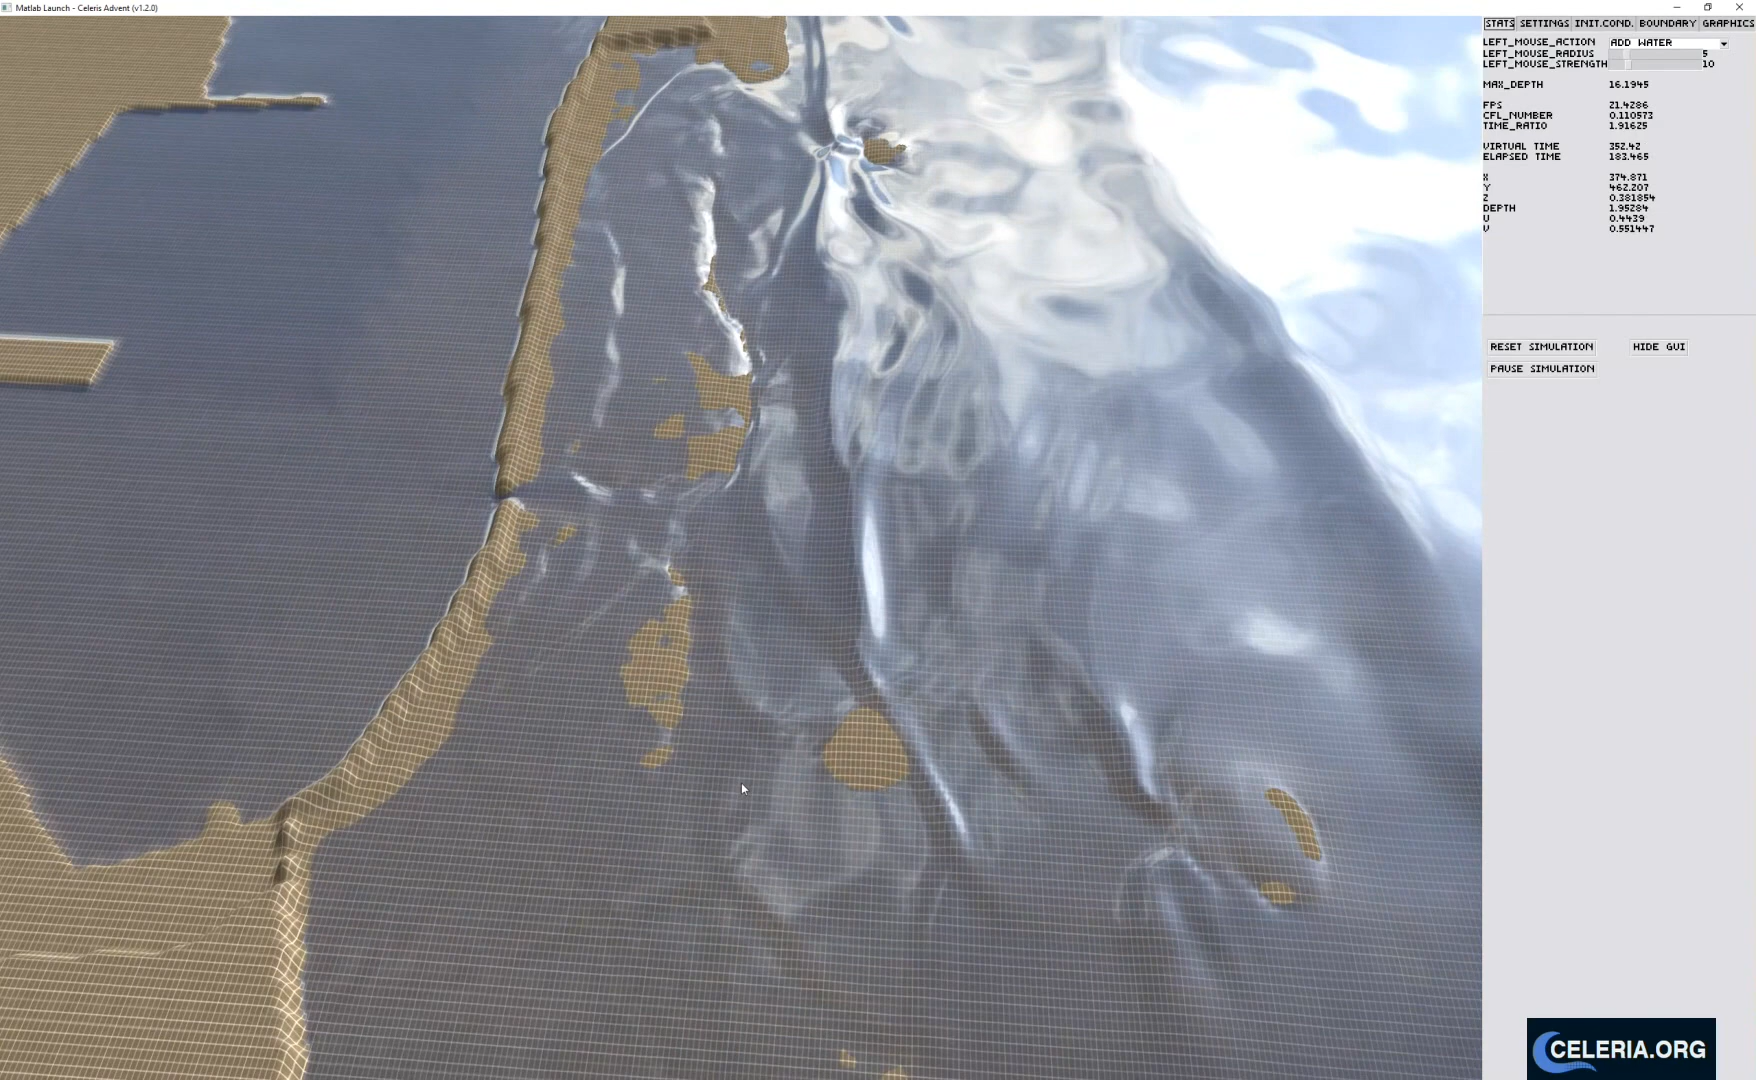 Matlab Launch - Celeris Advent (v1.2.0)
STATS SETTINGS INIT.COND. BOUNDARY GRAPHICS
LEFT_MOUSE_ACTION ADD WATER
LEFT_MOUSE_RADIUS 5
LEFT_MOUSE_STRENGTH 10
MAX_DEPTH 16.1945
FPS 21.4286
CFL_NUMBER 0.110573
TIME_RATIO 1.91625
VIRTUAL TIME 352.42
ELAPSED TIME 183.465
X 374.871
Y 462.207
Z 0.381854
DEPTH 1.95284
U 0.4439
V 0.551447
RESET SIMULATION HIDE GUI
PAUSE SIMULATION
CELERIA.ORG